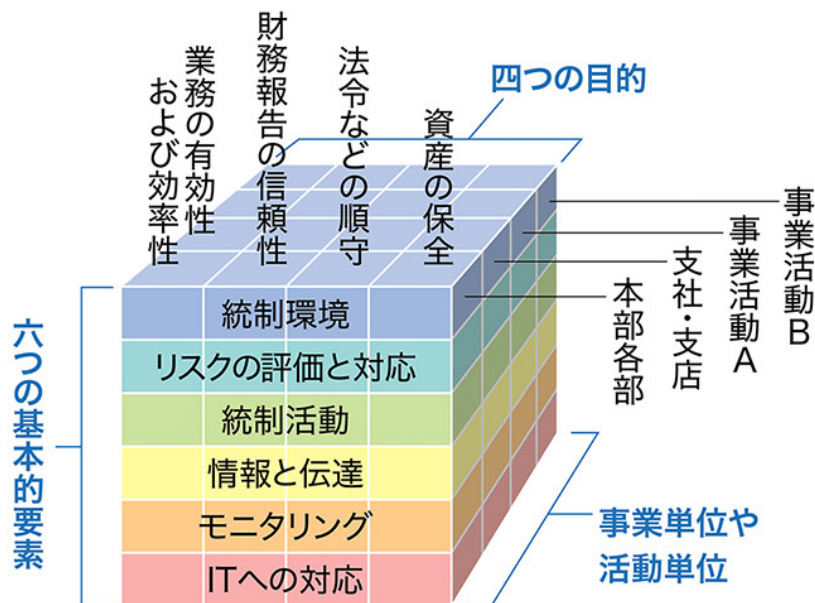 四つの目的
業務の有効性
および効率性
財務報告の信頼性
法令などの順守
資産の保全
事業活動B
事業活動A
支社・支店
本部各部
六つの基本的要素
統制環境
リスクの評価と対応
統制活動
情報と伝達
モニタリング
ITへの対応
事業単位や
活動単位